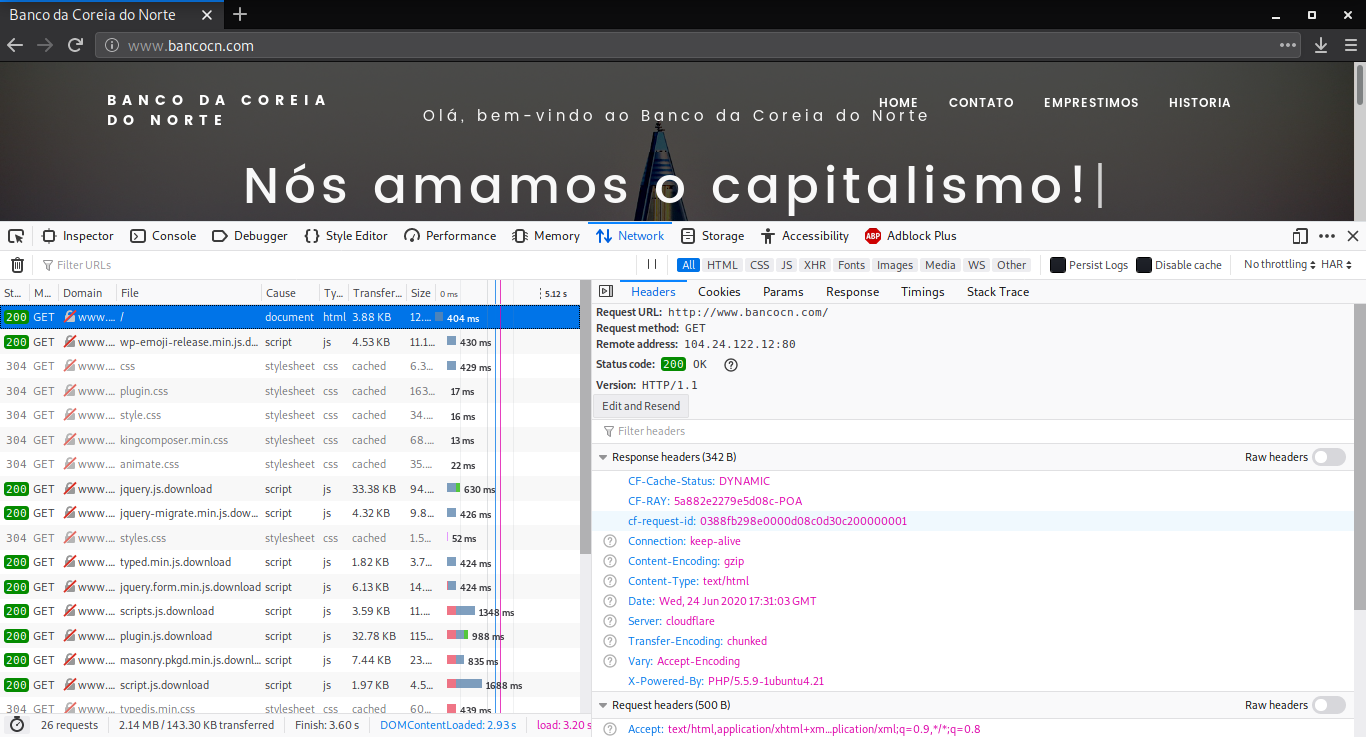 Banco da Coreia do Norte
www.bancocn.com
BANCO DA COREIA
DO NORTE
HOME CONTATO EMPRESTIMOS HISTORIA
Olá, bem-vindo ao Banco da Coreia do Norte
Nós amamos o capitalismo!|
Inspector Console Debugger {} Style Editor Performance Memory Network Storage Accessibility ABP Adblock Plus
Filter URLs All HTML CSS JS XHR Fonts Images Media WS Other Persist Logs Disable cache No throttling HAR
St... M... Domain File Cause Ty... Transfer... Size 0 ms 5.12 s
200 GET www.... / document html 3.88 KB 12.... 404 ms
200 GET www.... wp-emoji-release.min.js.d... script js 4.53 KB 11.1... 430 ms
304 GET www.... css stylesheet css cached 6.3... 429 ms
304 GET www.... plugin.css stylesheet css cached 163... 17 ms
304 GET www.... style.css stylesheet css cached 34.... 16 ms
304 GET www.... kingcomposer.min.css stylesheet css cached 68.... 13 ms
304 GET www.... animate.css stylesheet css cached 35.... 22 ms
200 GET www.... jquery.js.download script js 33.38 KB 94.... 630 ms
200 GET www.... jquery-migrate.min.js.dow... script js 4.32 KB 9.8... 426 ms
304 GET www.... styles.css stylesheet css cached 1.5... 52 ms
200 GET www.... typed.min.js.download script js 1.82 KB 3.7... 424 ms
200 GET www.... jquery.form.min.js.download script js 6.13 KB 14.... 424 ms
200 GET www.... scripts.js.download script js 3.59 KB 11.... 1348 ms
200 GET www.... plugin.js.download script js 32.78 KB 115... 988 ms
200 GET www.... masonry.pkgd.min.js.downl... script js 7.44 KB 23.... 835 ms
200 GET www.... script.js.download script js 1.97 KB 4.5... 1688 ms
304 GET www.... typedjs.min.css stylesheet css cached 60... 439 ms
26 requests 2.14 MB / 143.30 KB transferred Finish: 3.60 s DOMContentLoaded: 2.93 s load: 3.20 s
Headers Cookies Params Response Timings Stack Trace
Request URL: http://www.bancocn.com/
Request method: GET
Remote address: 104.24.122.12:80
Status code: 200 OK
Version: HTTP/1.1
Edit and Resend
Filter headers
Response headers (342 B) Raw headers
CF-Cache-Status: DYNAMIC
CF-RAY: 5a882e2279e5d08c-POA
cf-request-id: 0388fb298e0000d08c0d30c200000001
Connection: keep-alive
Content-Encoding: gzip
Content-Type: text/html
Date: Wed, 24 Jun 2020 17:31:03 GMT
Server: cloudflare
Transfer-Encoding: chunked
Vary: Accept-Encoding
X-Powered-By: PHP/5.5.9-1ubuntu4.21
Request headers (500 B) Raw headers
Accept: text/html,application/xhtml+xm...plication/xml;q=0.9,*/*;q=0.8